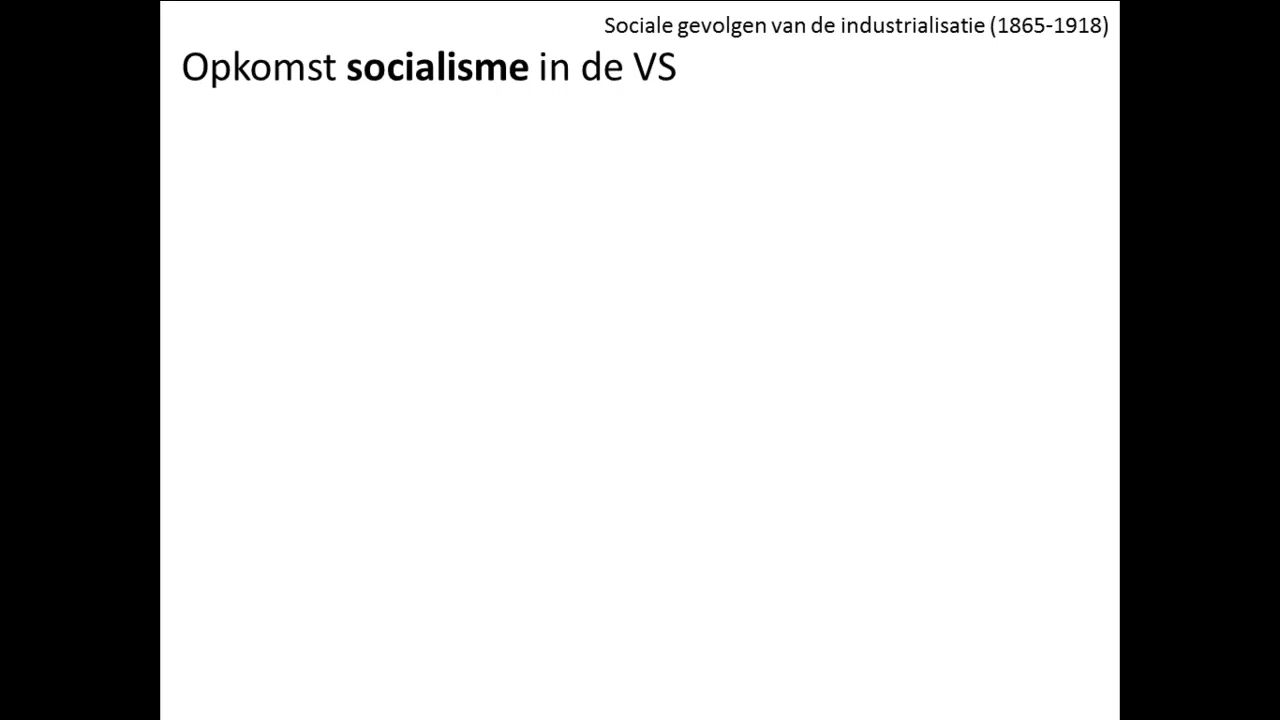 Sociale gevolgen van de industrialisatie (1865-1918)
Opkomst socialisme in de VS